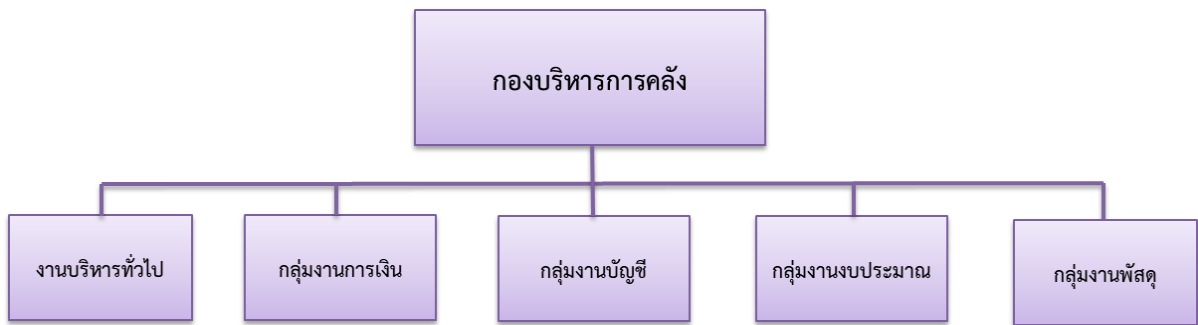 กองบริหารการคลัง
งานบริหารทั่วไป
กลุ่มงานการเงิน
กลุ่มงานบัญชี
กลุ่มงานงบประมาณ
กลุ่มงานพัสดุ